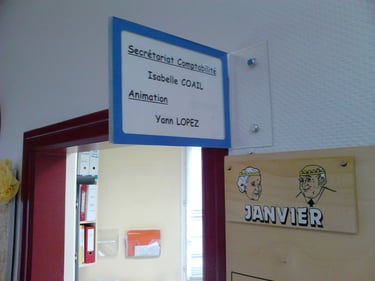 Secrétariat Comptabilité
Isabelle COAIL
Animation
Yann LOPEZ
JANVIER